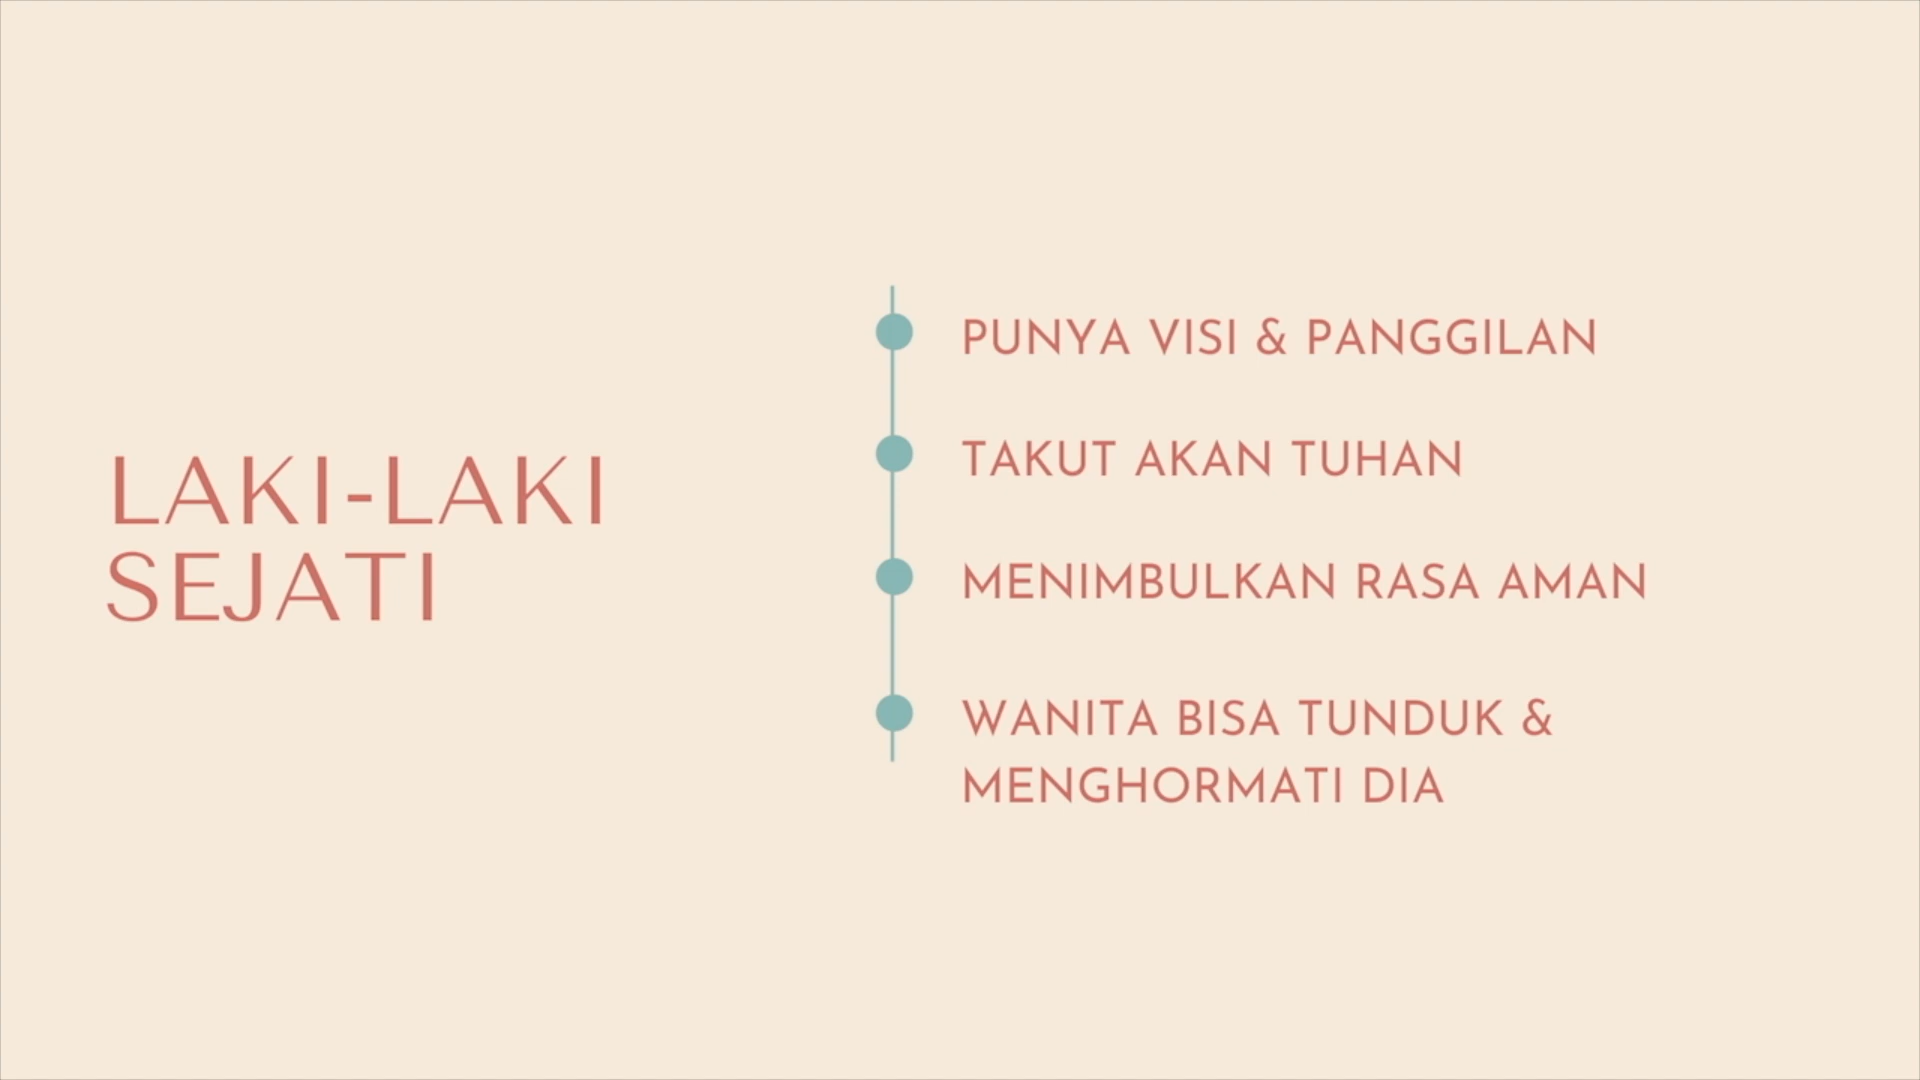 LAKI-LAKI
SEJATI
PUNYA VISI & PANGGILAN
TAKUT AKAN TUHAN
MENIMBULKAN RASA AMAN
WANITA BISA TUNDUK &
MENGHORMATI DIA